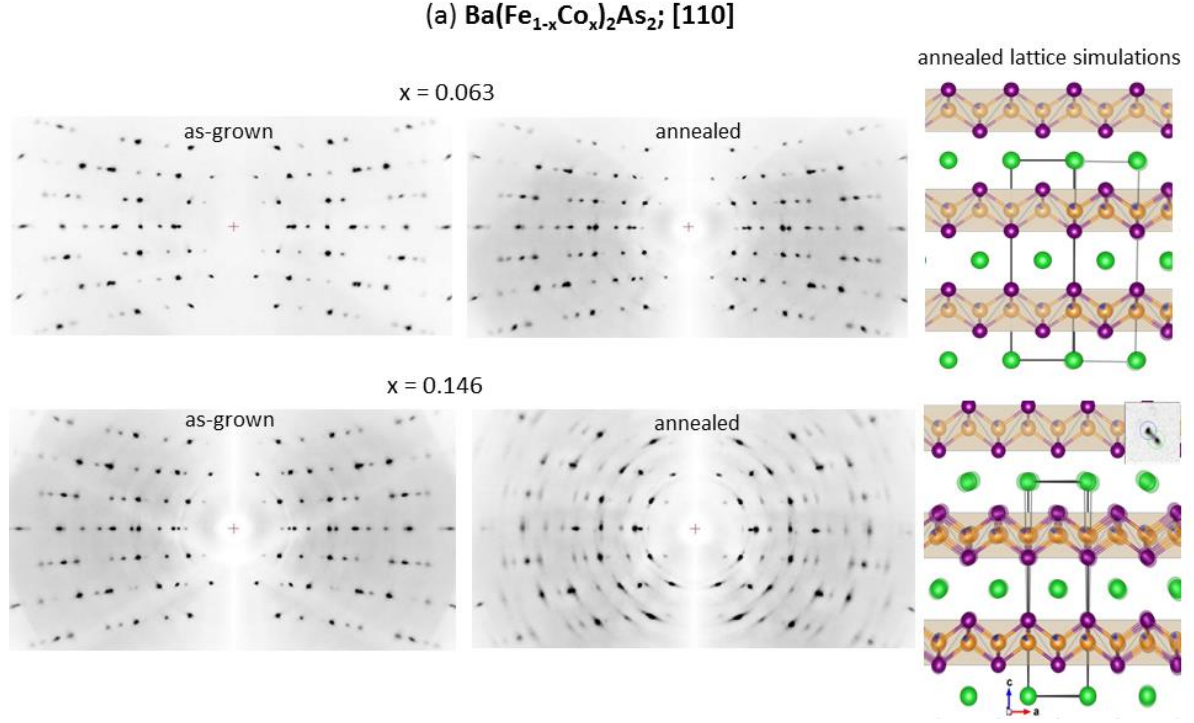 (a) Ba(Fe1-xCox)2As2; [110]
annealed lattice simulations
x = 0.063
as-grown
annealed
x = 0.146
as-grown
annealed
c
a